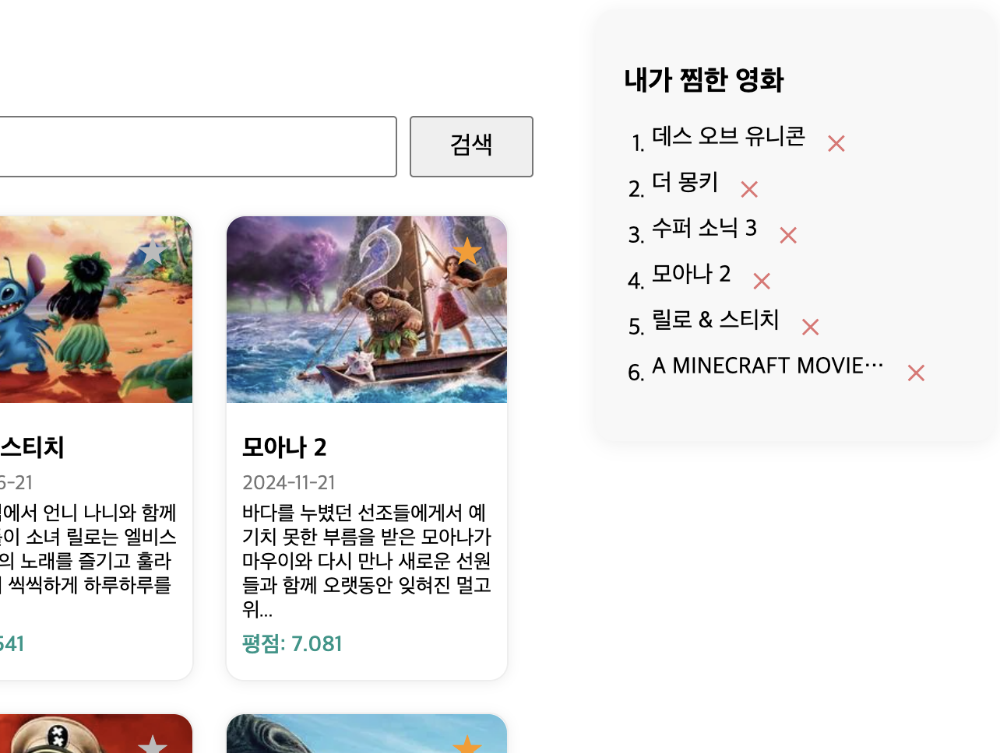 검색
스티치
6-21
에서 언니 나니와 함께
이 소녀 릴로는 엘비스
의 노래를 즐기고 훌라
씩씩하게 하루하루를
541
모아나 2
2024-11-21
바다를 누볐던 선조들에게서 예
기치 못한 부름을 받은 모아나가
마우이와 다시 만나 새로운 선원
들과 함께 오랫동안 잊혀진 멀고
위...
평점: 7.081
내가 찜한 영화
1. 데스 오브 유니콘
2. 더 몽키
3. 수퍼 소닉 3
4. 모아나 2
5. 릴로 & 스티치
6. A MINECRAFT MOVIE…